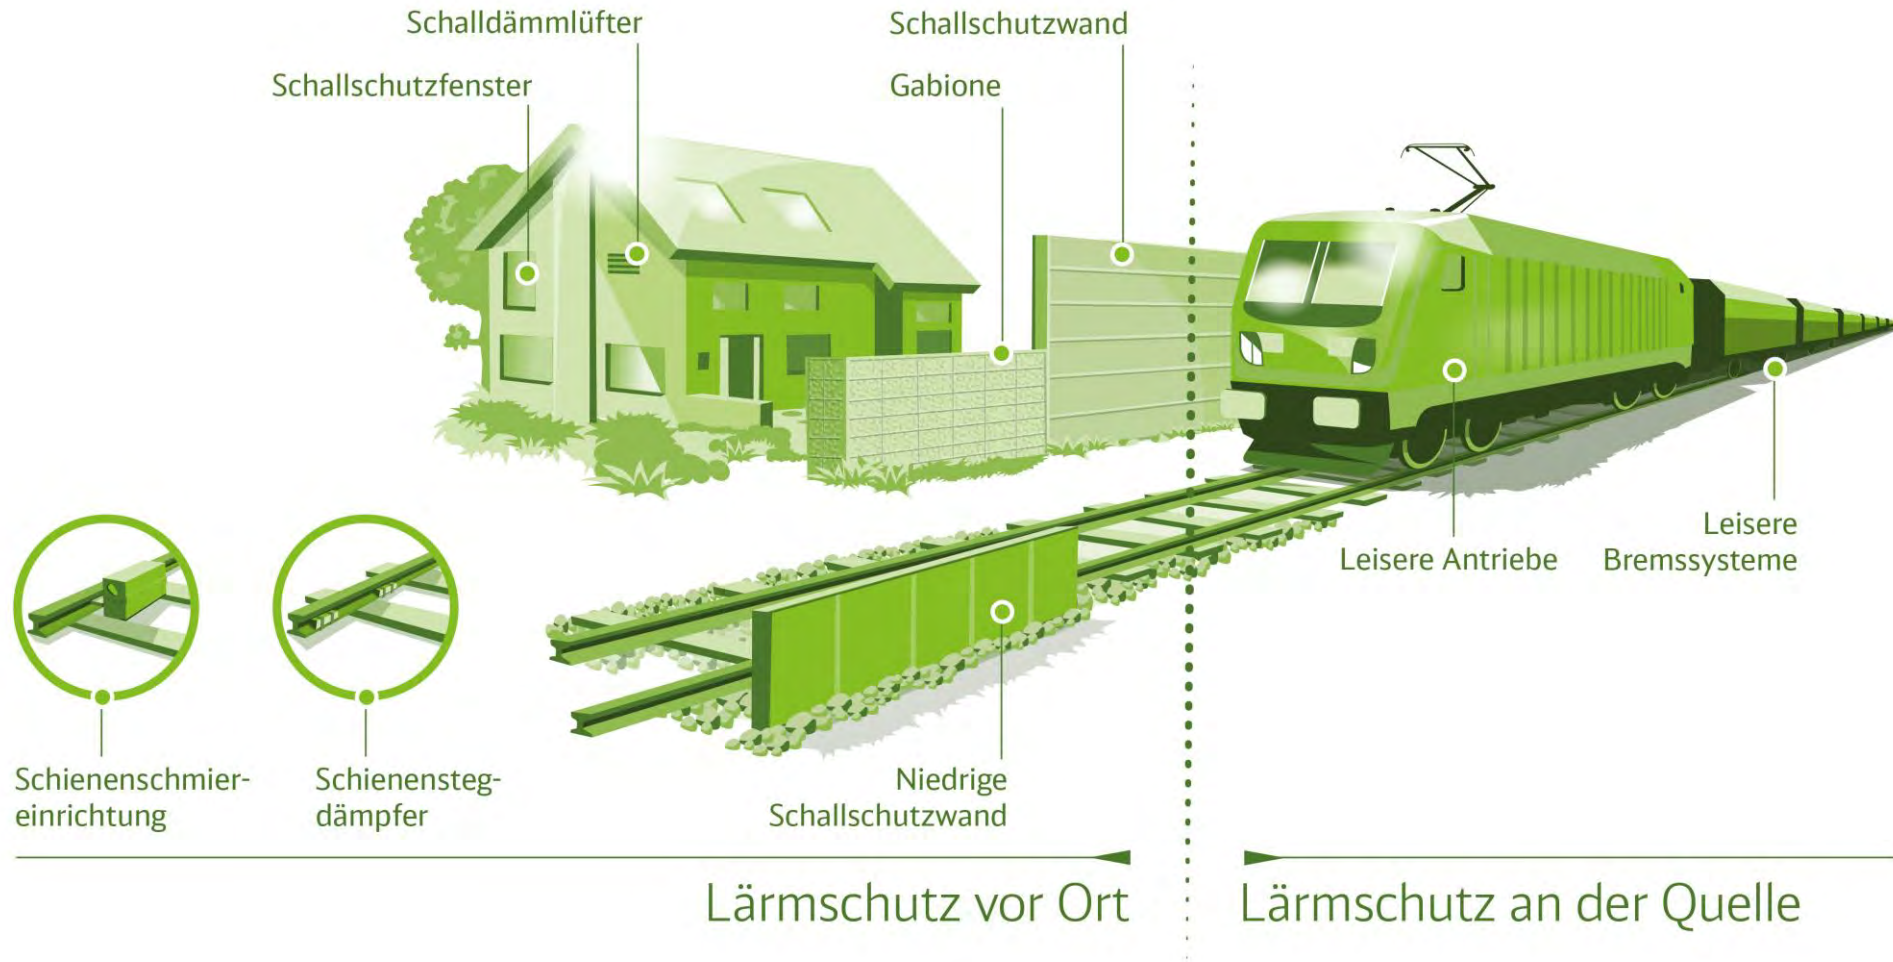 Schalldämmlüfter
Schallschutzwand
Schallschutzfenster
Gabione
Leisere
Bremssysteme
Leisere Antriebe
Schienenschmier-
einrichtung
Schienensteg-
dämpfer
Niedrige
Schallschutzwand
Lärmschutz vor Ort
Lärmschutz an der Quelle